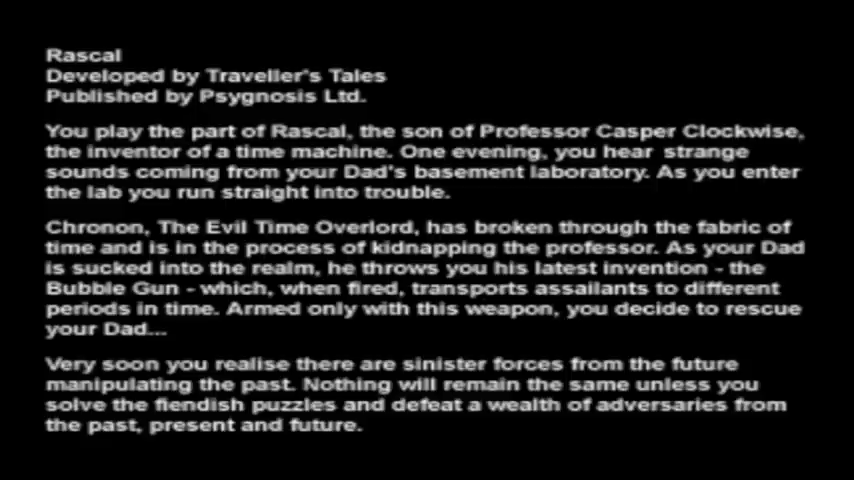 Rascal
Developed by Traveller's Tales
Published by Psygnosis Ltd.
You play the part of Rascal, the son of Professor Casper Clockwise,
the inventor of a time machine. One evening, you hear strange
sounds coming from your Dad's basement laboratory. As you enter
the lab you run straight into trouble.
Chronon, The Evil Time Overlord, has broken through the fabric of
time and is in the process of kidnapping the professor. As your Dad
is sucked into the realm, he throws you his latest invention - the
Bubble Gun - which, when fired, transports assailants to different
periods in time. Armed only with this weapon, you decide to rescue
your Dad...
Very soon you realise there are sinister forces from the future
manipulating the past. Nothing will remain the same unless you
solve the fiendish puzzles and defeat a wealth of adversaries from
the past, present and future.